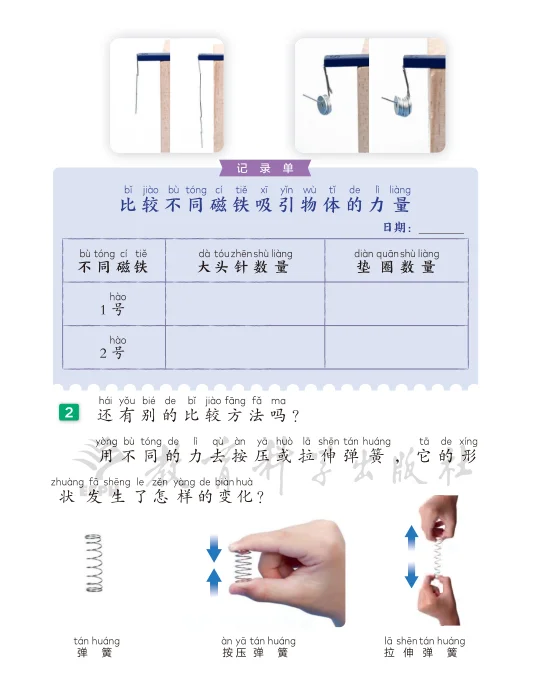 记录单
bǐ jiào bù tóng cí tiě xī yǐn wù tǐ de lì liàng
比较不同磁铁吸引物体的力量
日期：______
bù tóng cí tiě dà tóu zhēn shù liàng diàn quān shù liàng
不同磁铁 大头针数量 垫圈数量
hào
1号
hào
2号
hái yǒu bié de bǐ jiào fāng fǎ ma
2 还有别的比较方法吗？
yòng bù tóng de lì qù àn yā huò lā shēn tán huáng tā de xíng
用不同的力去按压或拉伸弹簧，它的形
zhuàng fā shēng le zěn yàng de biàn huà
状发生了怎样的变化？
教育科学出版社
tán huáng àn yā tán huáng lā shēn tán huáng
弹簧 按压弹簧 拉伸弹簧